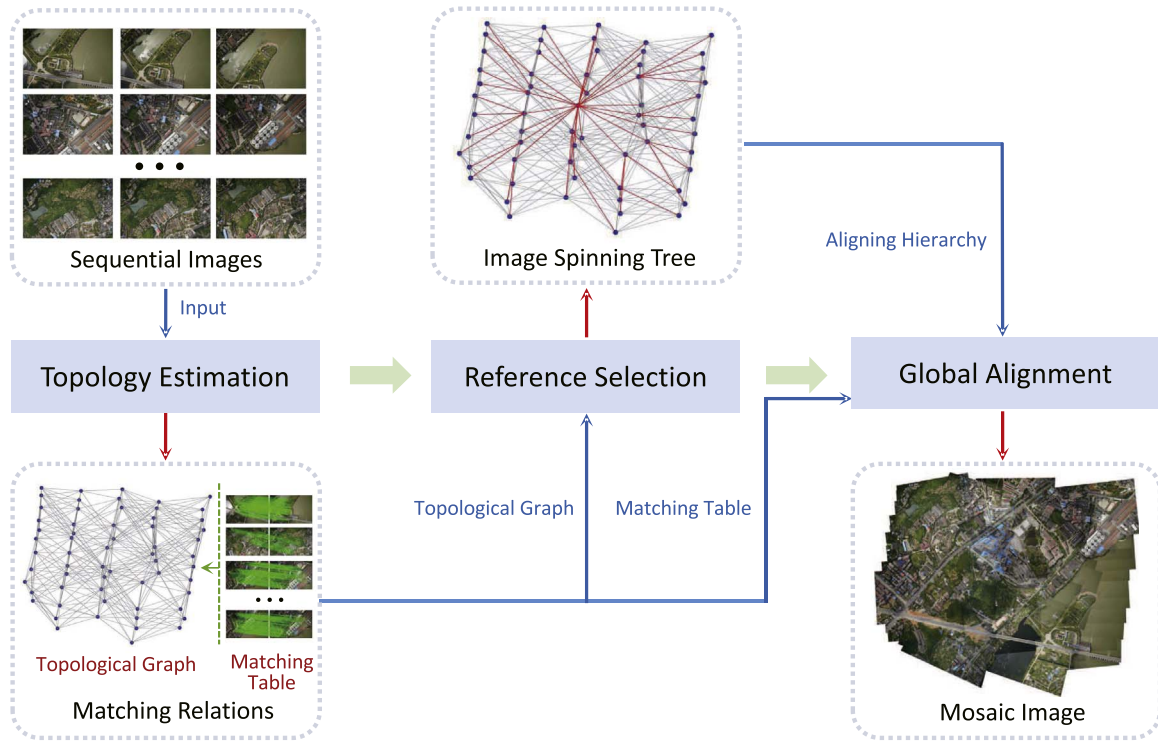 Sequential Images
Input
Topology Estimation
Topological Graph
Matching
Table
Matching Relations
Image Spinning Tree
Reference Selection
Topological Graph
Matching Table
Aligning Hierarchy
Global Alignment
Mosaic Image